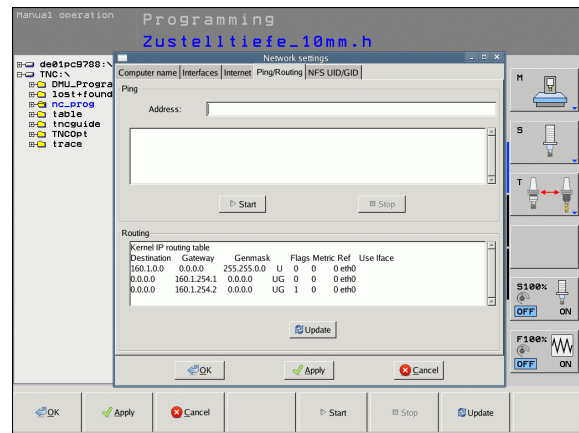 Manual operation
Programming
Zustelltiefe_10mm.h
de01pc9788:\
TNC:\
DMU_Progra
lost+found
nc_prog
table
tncguide
TNCOpt
trace
Network settings
Computer name Interfaces Internet Ping/Routing NFS UID/GID
Ping
Address:
Start Stop
Routing
Kernel IP routing table
Destination Gateway Genmask Flags Metric Ref Use Iface
160.1.0.0 0.0.0.0 255.255.0.0 U 0 0 0 eth0
0.0.0.0 160.1.254.1 0.0.0.0 UG 0 0 0 eth0
0.0.0.0 160.1.254.2 0.0.0.0 UG 1 0 0 eth0
Update
OK Apply Cancel
M
S
T
S100%
OFF ON
F100%
OFF ON
OK Apply Cancel Start Stop Update